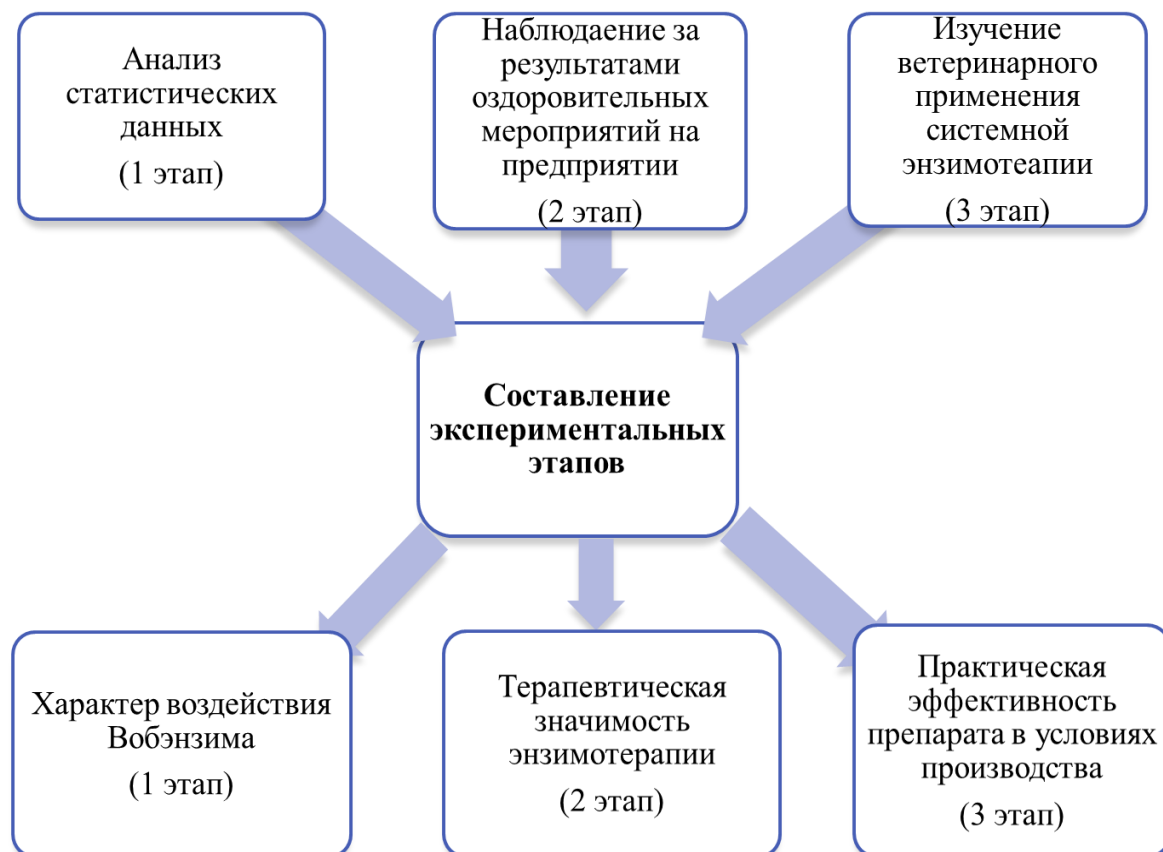 Анализ
статистических
данных
(1 этап)
Наблюдаение за
результатами
оздоровительных
мероприятий на
предприятии
(2 этап)
Изучение
ветеринарного
применения
системной
энзимотеапии
(3 этап)
Составление
экспериментальных
этапов
Характер воздействия
Вобэнзима
(1 этап)
Терапевтическая
значимость
энзимотерапии
(2 этап)
Практическая
эффективность
препарата в условиях
производства
(3 этап)